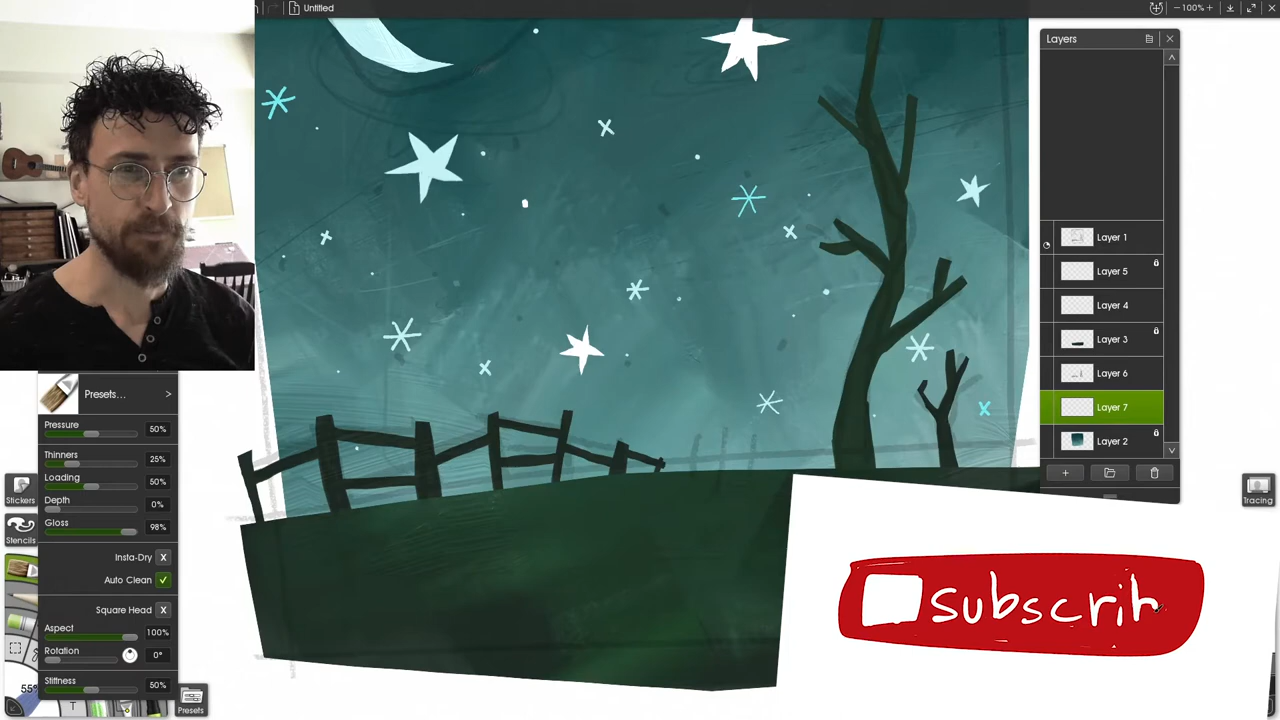 Untitled
− 100% +
Layers
Layer 1
Layer 5
Layer 4
Layer 3
Layer 6
Layer 7
Layer 2
Presets... >
Pressure 50%
Thinners 25%
Loading 50%
Depth 0%
Gloss 98%
Insta-Dry X
Auto Clean ✓
Square Head X
Aspect 100%
Rotation 0°
Stiffness 50%
Stickers
Stencils
Presets
Tracing
subscrib